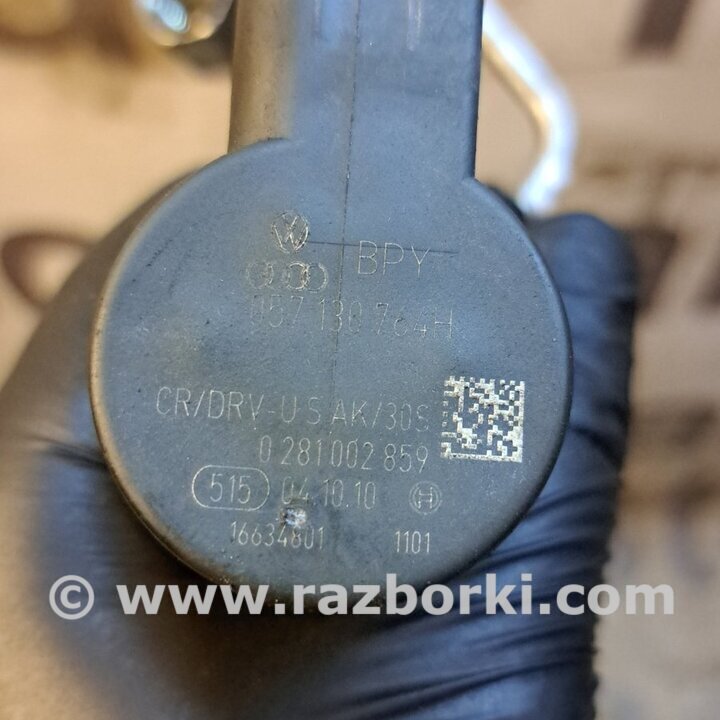 BPY
057 130 764H
CR/DRV-U S AK/30S
0 281 002 859
515 04.10.10
16634801 1101
© www.razborki.com